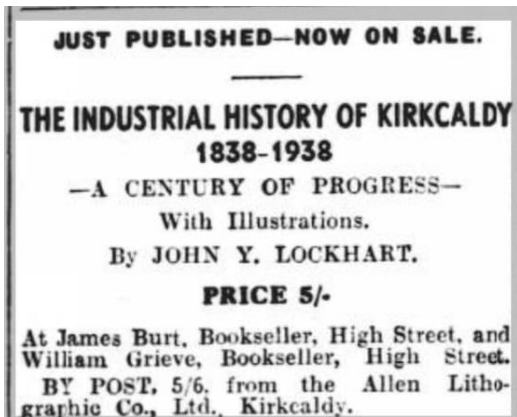 JUST PUBLISHED—NOW ON SALE.
THE INDUSTRIAL HISTORY OF KIRKCALDY
1838-1938
—A CENTURY OF PROGRESS—
With Illustrations.
By JOHN Y. LOCKHART.
PRICE 5/-
At James Burt, Bookseller, High Street, and
William Grieve, Bookseller, High Street.
BY POST, 5/6, from the Allen Litho-
graphic Co., Ltd., Kirkcaldy.